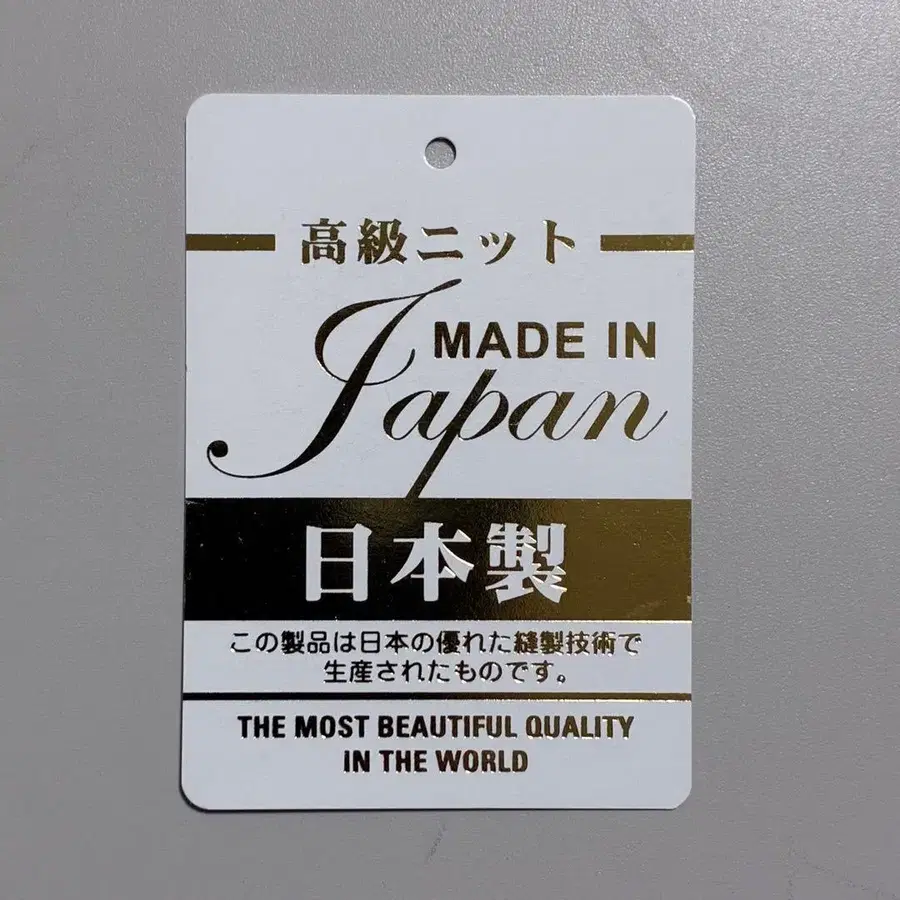 高級ニット
MADE IN
Japan
日本製
この製品は日本の優れた縫製技術で
生産されたものです。
THE MOST BEAUTIFUL QUALITY
IN THE WORLD